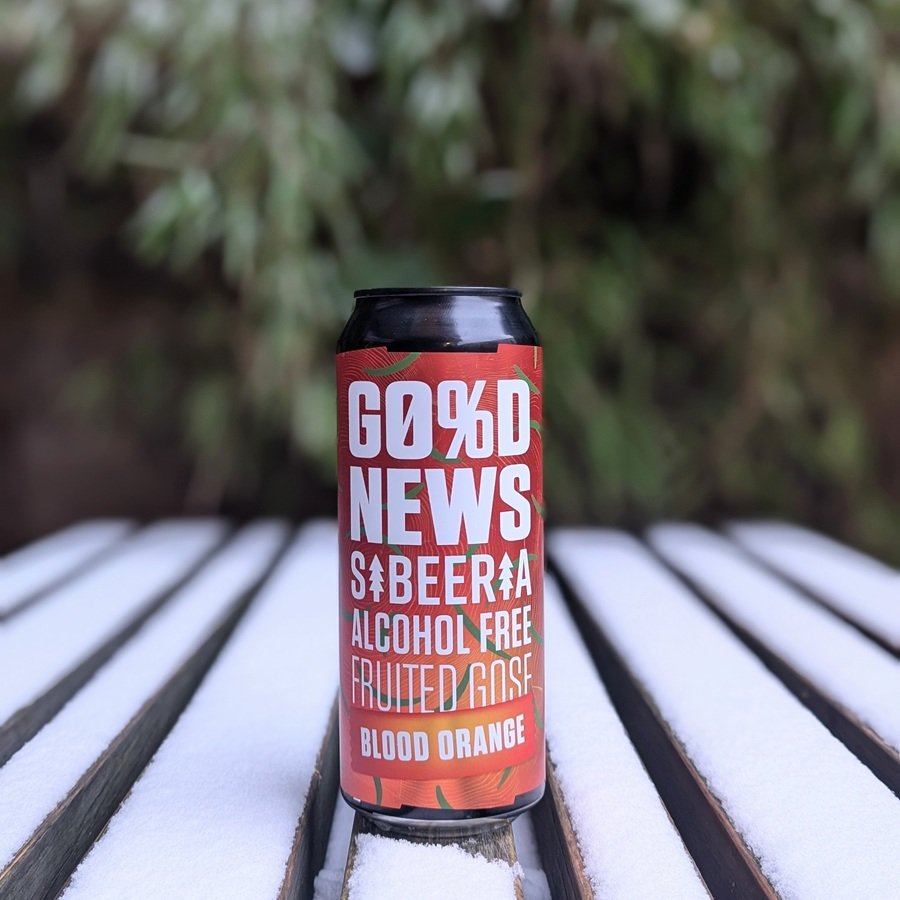 GO%D
NEWS
SIBEERIA
ALCOHOL FREE
FRUITED GOSE
BLOOD ORANGE